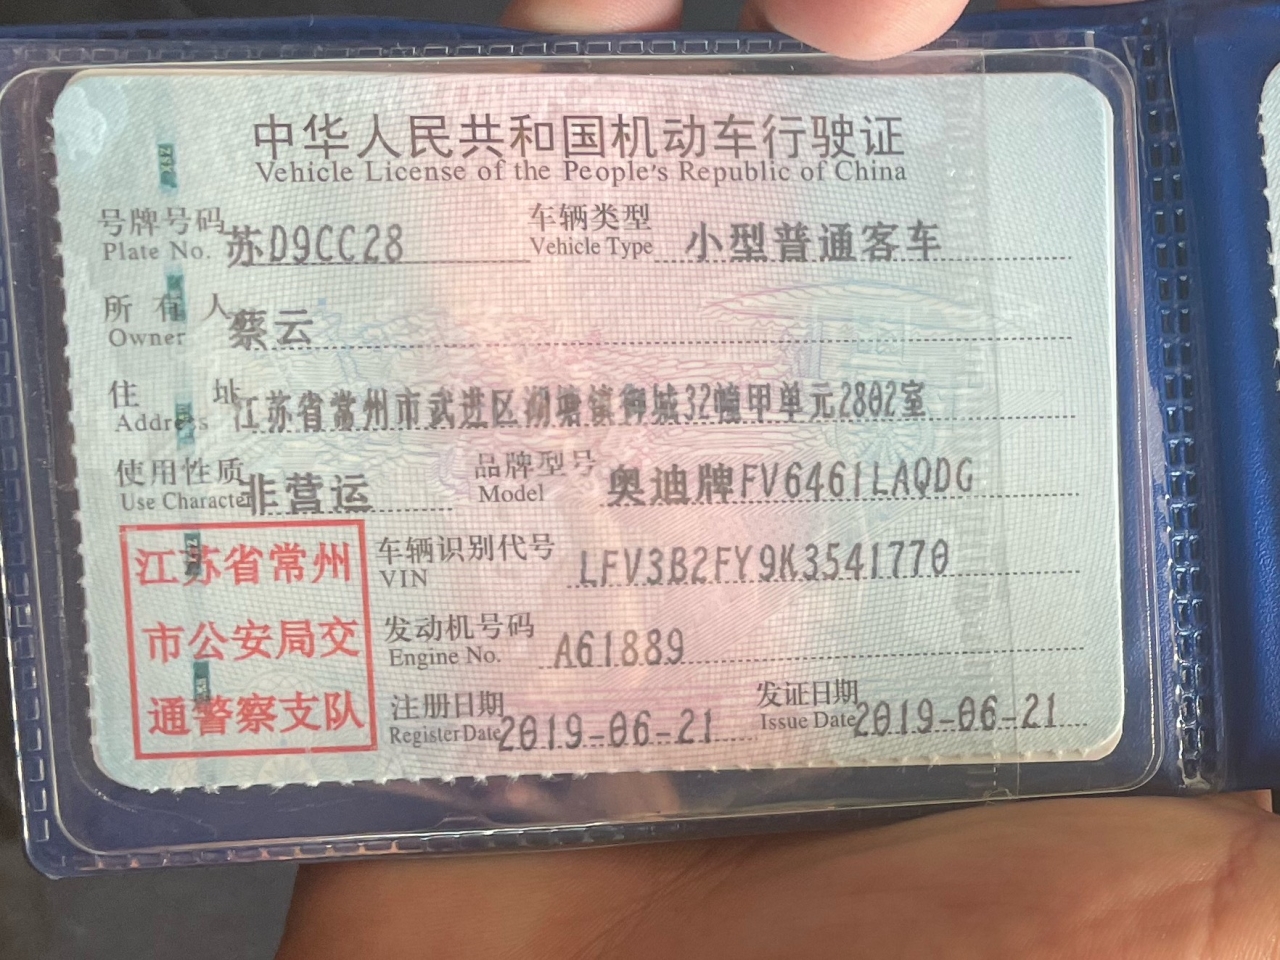 中华人民共和国机动车行驶证
Vehicle License of the People's Republic of China
号牌号码 苏D9CC28 车辆类型 小型普通客车
Plate No. Vehicle Type
所有人 蔡云
Owner
住址 江苏省常州市武进区湖塘镇御城32幢甲单元2802室
Address
使用性质 非营运 品牌型号 奥迪牌FV6461LAQDG
Use Character Model
江苏省常州 车辆识别代号 LFV3B2FY9K3541770
VIN
市公安局交 发动机号码 A61889
Engine No.
通警察支队 注册日期 2019-06-21 发证日期 2019-06-21
Register Date Issue Date